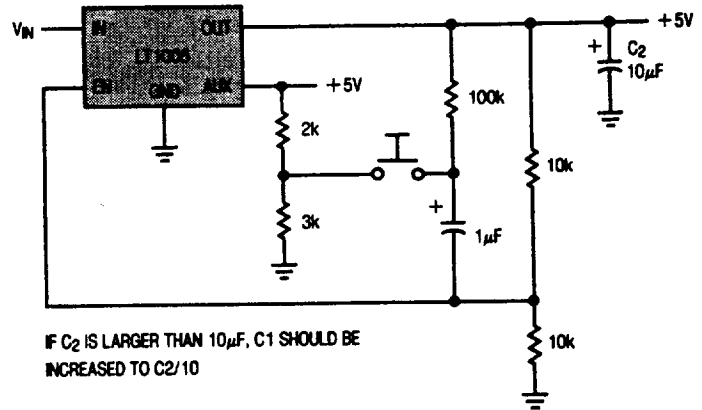 VIN
IN
OUT
+5V
LT1005
EN
GND
AUX
+5V
+
C2
10μF
100k
2k
10k
3k
+
1μF
10k
IF C2 IS LARGER THAN 10μF, C1 SHOULD BE
INCREASED TO C2/10